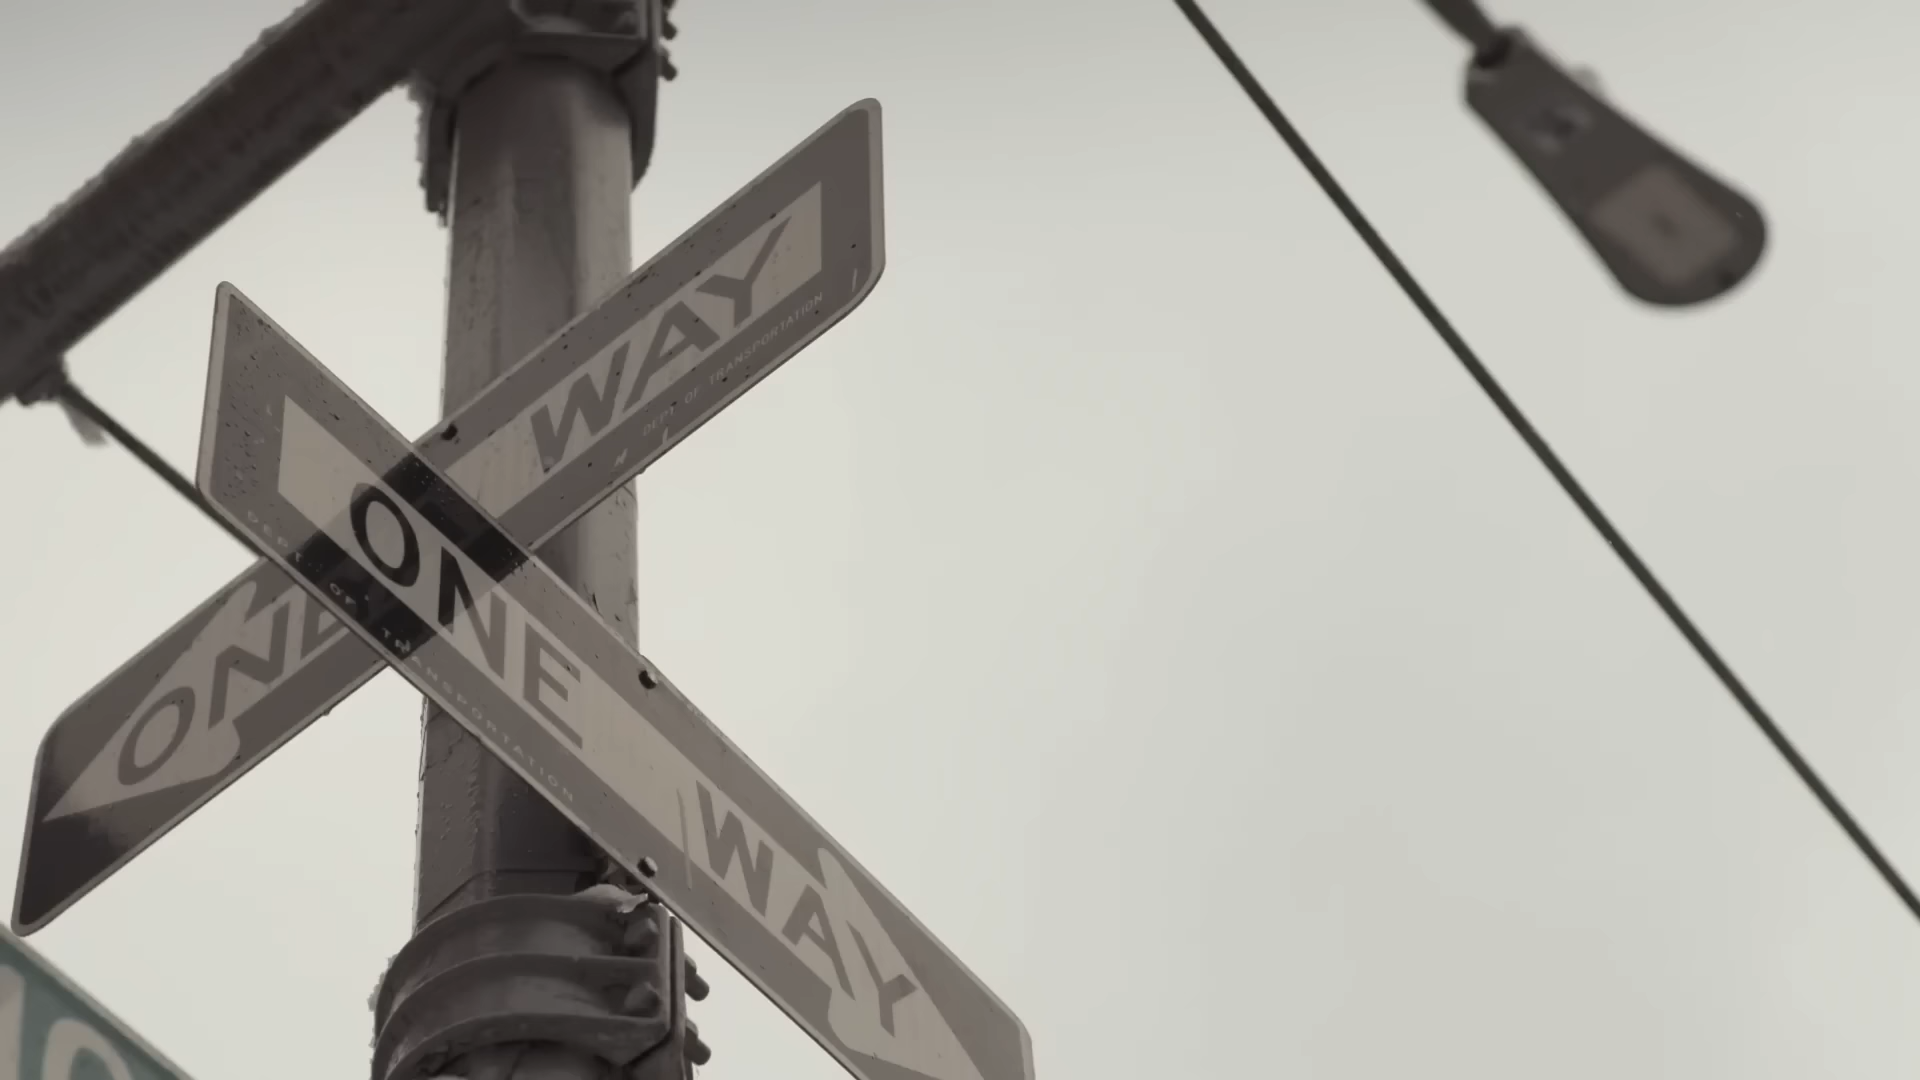 ONE WAY
DEPT OF TRANSPORTATION
ONE WAY
DEPT. OF TRANSPORTATION